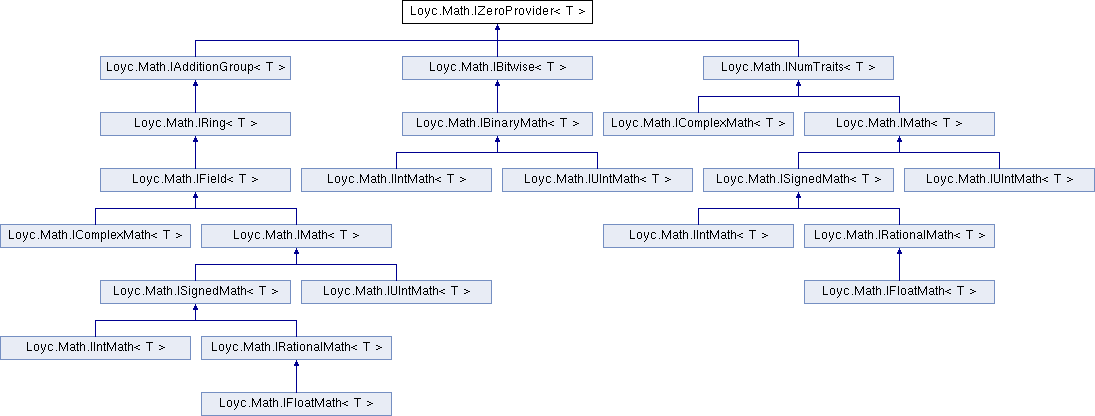 Loyc.Math.IZeroProvider< T >
Loyc.Math.IAdditionGroup< T >
Loyc.Math.IBitwise< T >
Loyc.Math.INumTraits< T >
Loyc.Math.IRing< T >
Loyc.Math.IBinaryMath< T >
Loyc.Math.IComplexMath< T >
Loyc.Math.IMath< T >
Loyc.Math.IField< T >
Loyc.Math.IIntMath< T >
Loyc.Math.IUIntMath< T >
Loyc.Math.ISignedMath< T >
Loyc.Math.IUIntMath< T >
Loyc.Math.IComplexMath< T >
Loyc.Math.IMath< T >
Loyc.Math.IIntMath< T >
Loyc.Math.IRationalMath< T >
Loyc.Math.ISignedMath< T >
Loyc.Math.IUIntMath< T >
Loyc.Math.IFloatMath< T >
Loyc.Math.IIntMath< T >
Loyc.Math.IRationalMath< T >
Loyc.Math.IFloatMath< T >